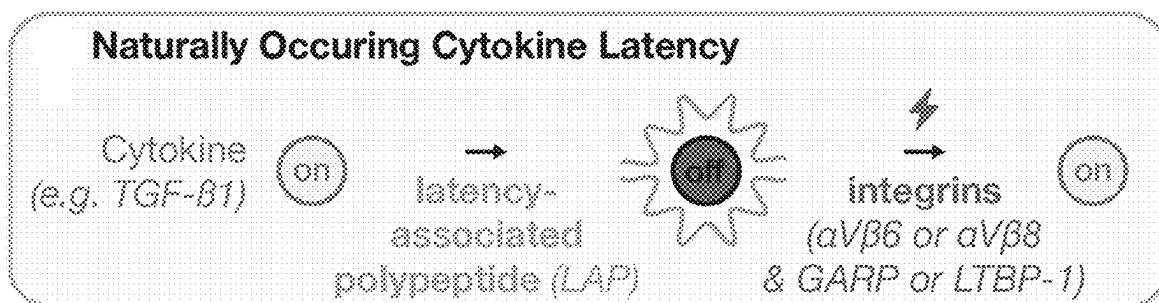 Naturally Occuring Cytokine Latency
Cytokine
(e.g. TGF-β1)
on
latency-
associated
polypeptide (LAP)
off
integrins
(αVβ6 or αVβ8
& GARP or LTBP-1)
on